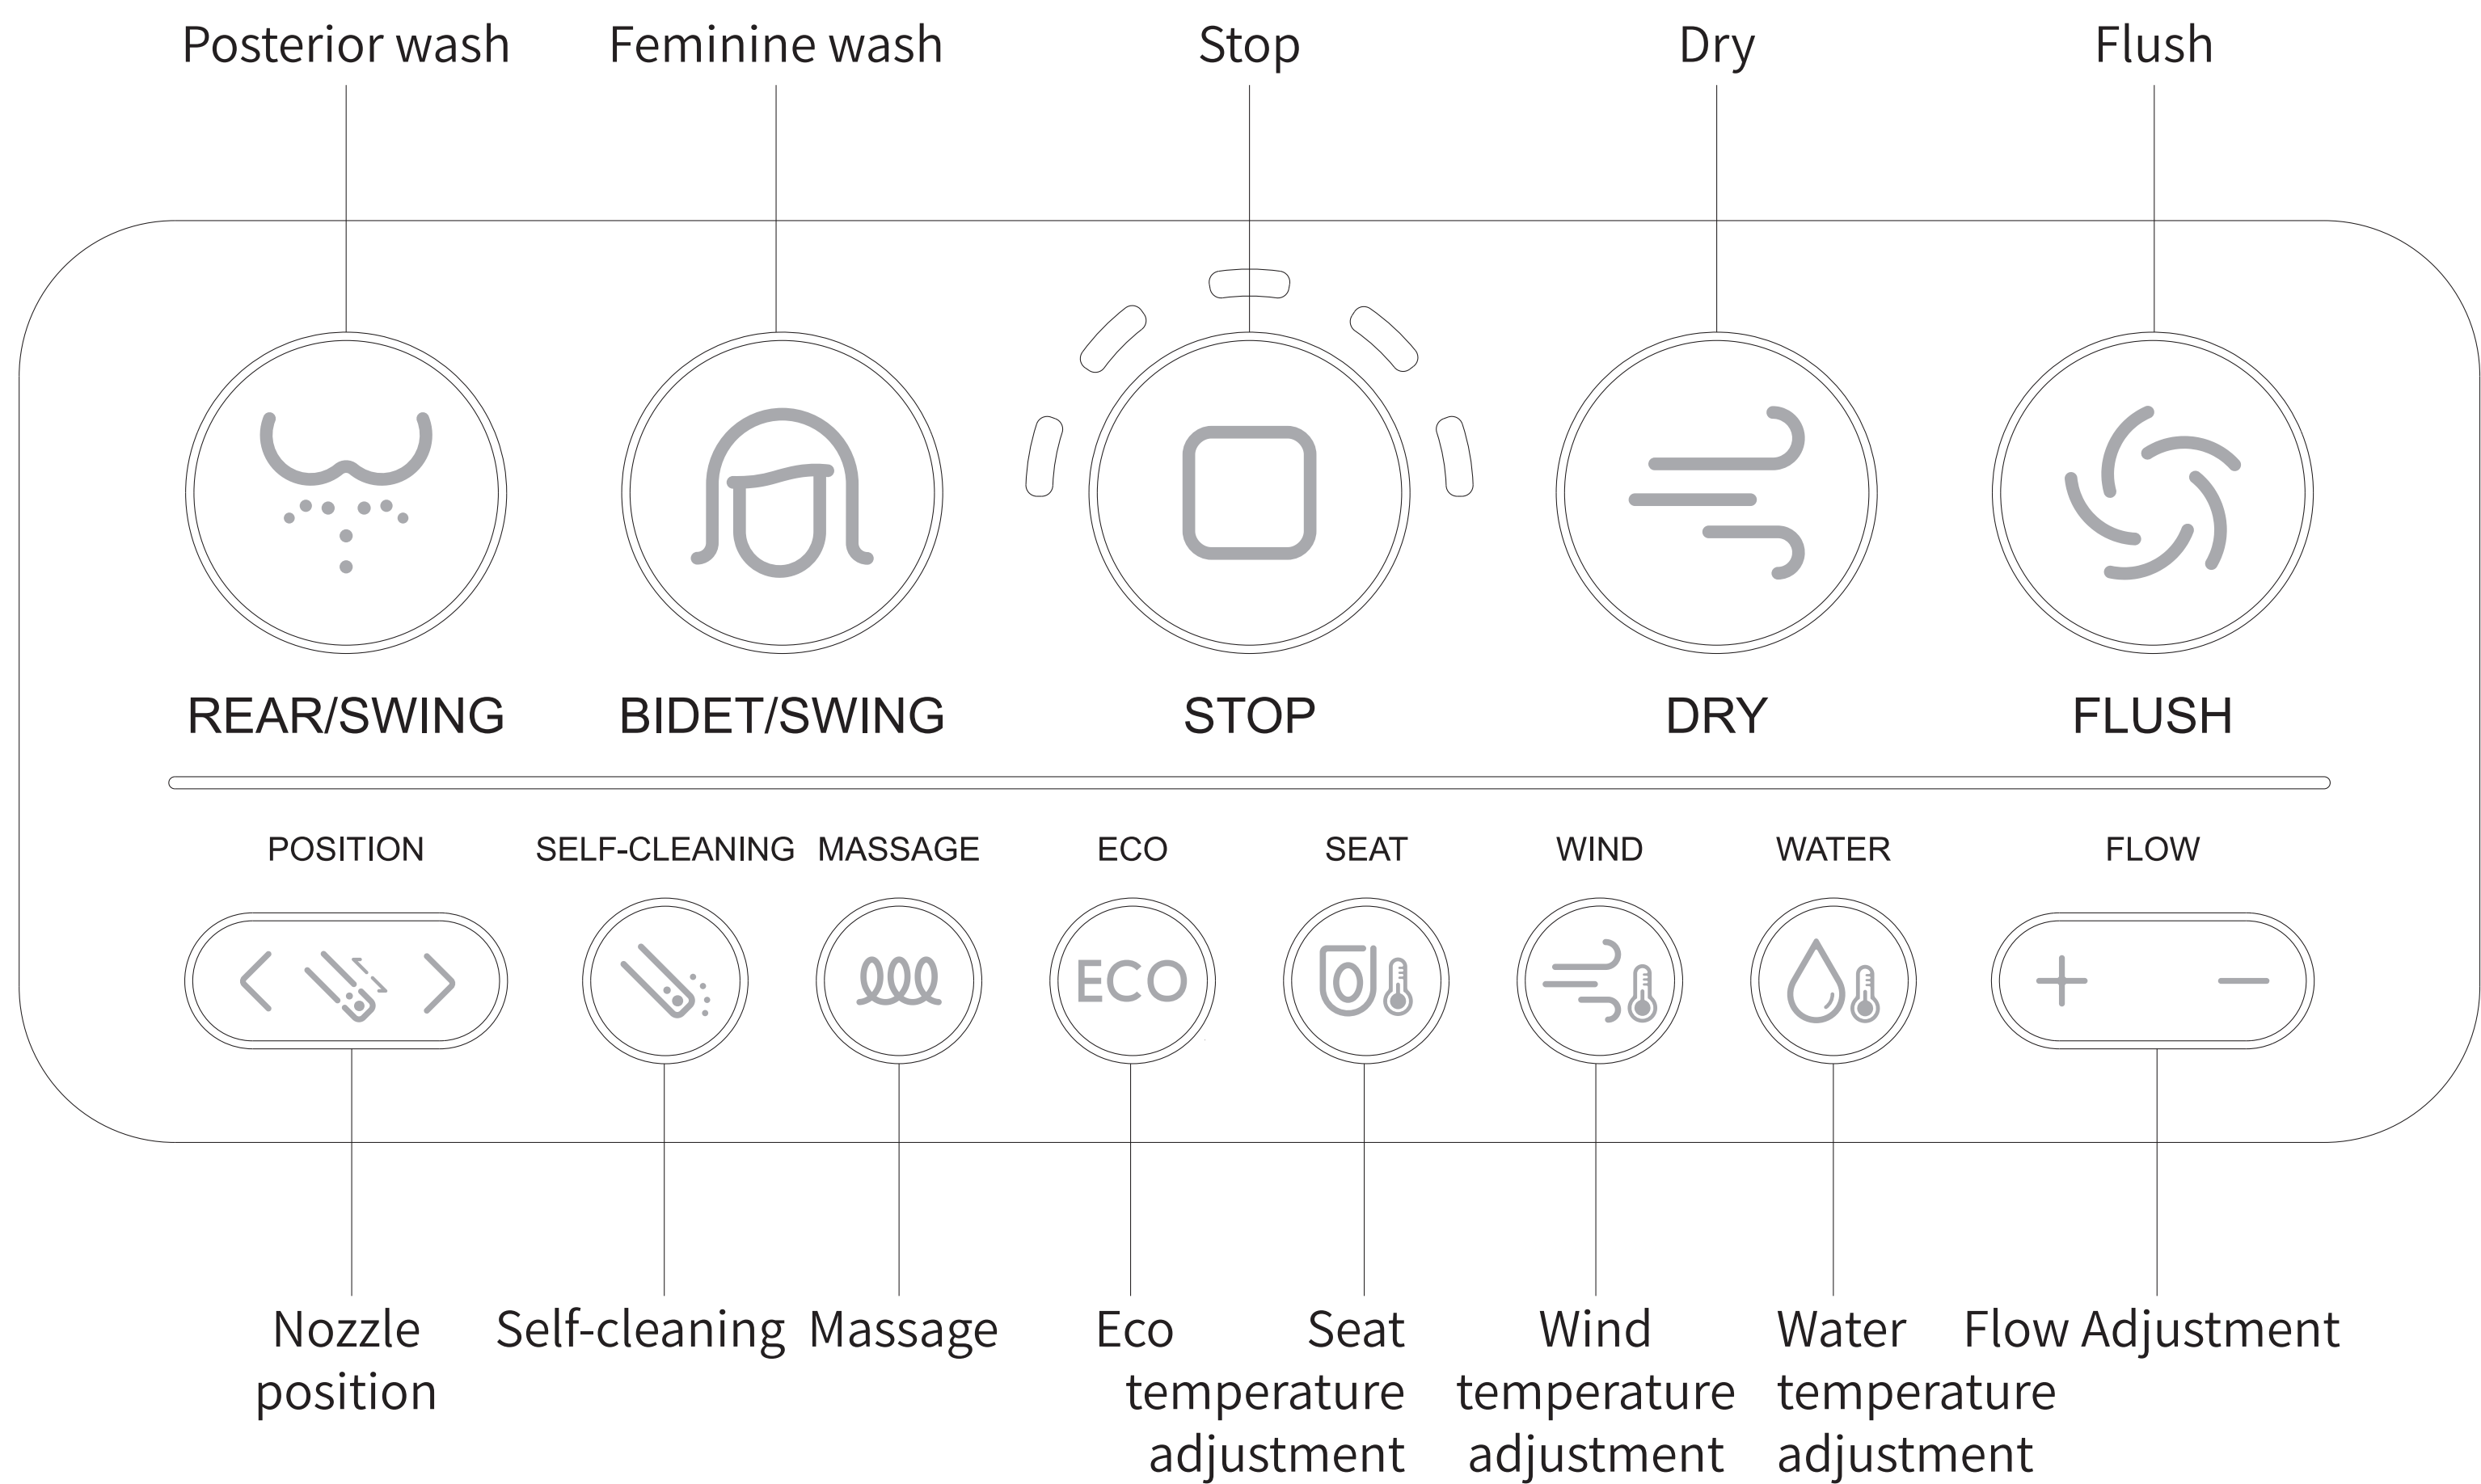 Posterior wash
Feminine wash
Stop
Dry
Flush
REAR/SWING
BIDET/SWING
STOP
DRY
FLUSH
POSITION
SELF-CLEANING
MASSAGE
ECO
SEAT
WIND
WATER
FLOW
ECO
Nozzle
position
Self-cleaning
Massage
Eco
Seat
temperature
adjustment
Wind
temperature
adjustment
Water
temperature
adjustment
Flow Adjustment